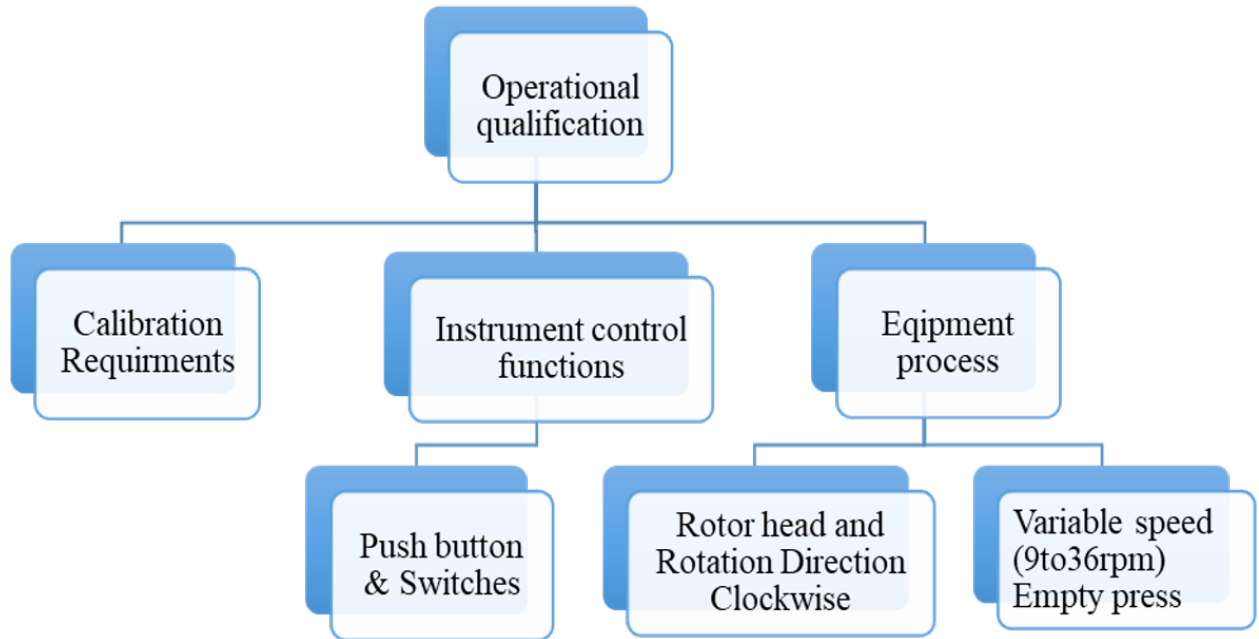 Operational
qualification
Calibration
Requirments
Instrument control
functions
Eqipment
process
Push button
& Switches
Rotor head and
Rotation Direction
Clockwise
Variable speed
(9to36rpm)
Empty press